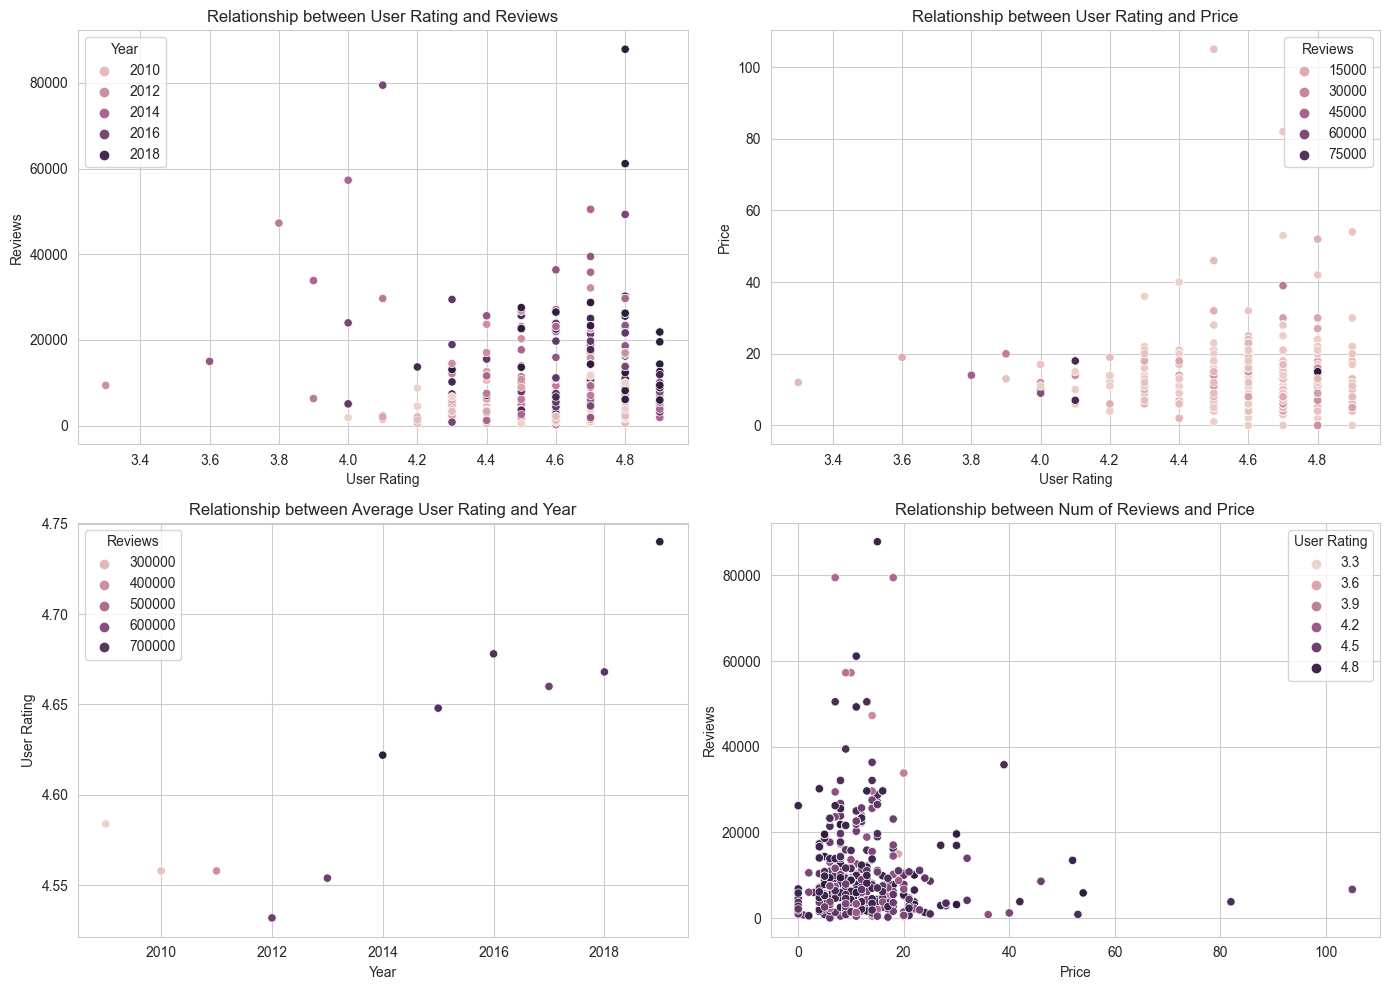 Relationship between User Rating and Reviews
Year
2010
2012
2014
2016
2018
80000
60000
40000
20000
0
Reviews
3.4 3.6 3.8 4.0 4.2 4.4 4.6 4.8
User Rating
Relationship between User Rating and Price
Reviews
15000
30000
45000
60000
75000
100
80
60
40
20
0
Price
3.4 3.6 3.8 4.0 4.2 4.4 4.6 4.8
User Rating
Relationship between Average User Rating and Year
Reviews
300000
400000
500000
600000
700000
4.75
4.70
4.65
4.60
4.55
User Rating
2010 2012 2014 2016 2018
Year
Relationship between Num of Reviews and Price
User Rating
3.3
3.6
3.9
4.2
4.5
4.8
80000
60000
40000
20000
0
Reviews
0 20 40 60 80 100
Price